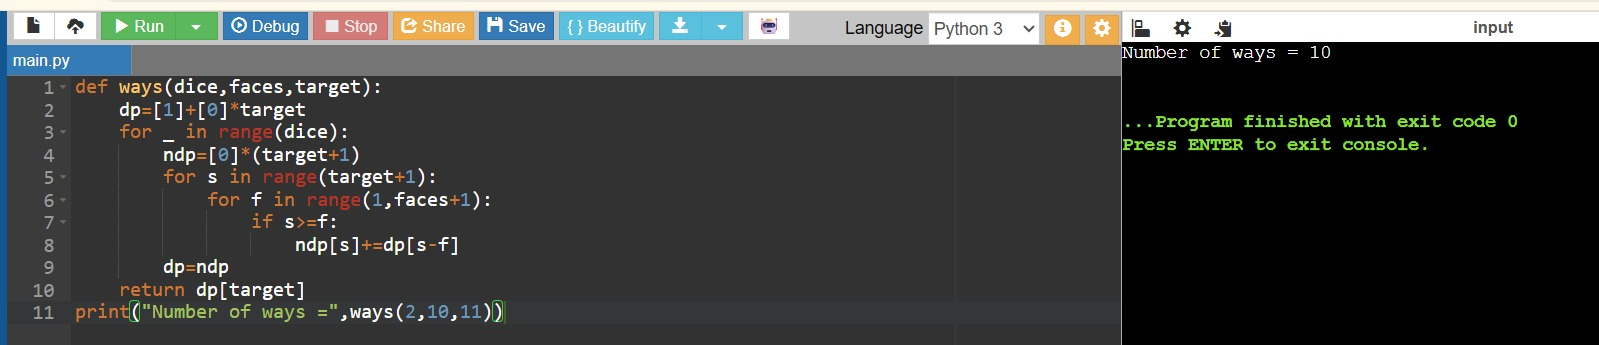 Run Debug Stop Share Save { } Beautify Language Python 3 input
main.py
1 def ways(dice,faces,target):
2     dp=[1]+[0]*target
3     for _ in range(dice):
4         ndp=[0]*(target+1)
5         for s in range(target+1):
6             for f in range(1,faces+1):
7                 if s>=f:
8                     ndp[s]+=dp[s-f]
9         dp=ndp
10     return dp[target]
11 print("Number of ways =",ways(2,10,11))
Number of ways = 10
...Program finished with exit code 0
Press ENTER to exit console.